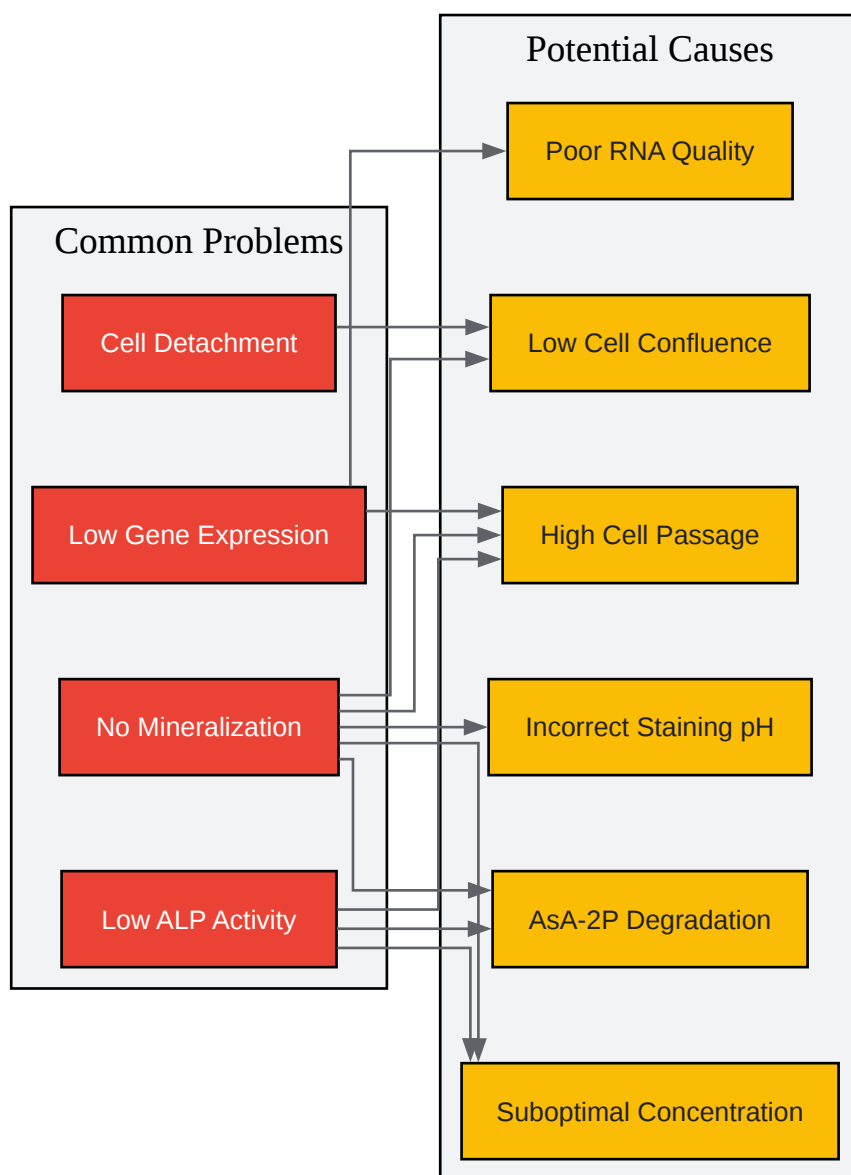 Potential Causes
Poor RNA Quality
Common Problems
Cell Detachment
Low Cell Confluence
Low Gene Expression
High Cell Passage
No Mineralization
Incorrect Staining pH
Low ALP Activity
AsA-2P Degradation
Suboptimal Concentration